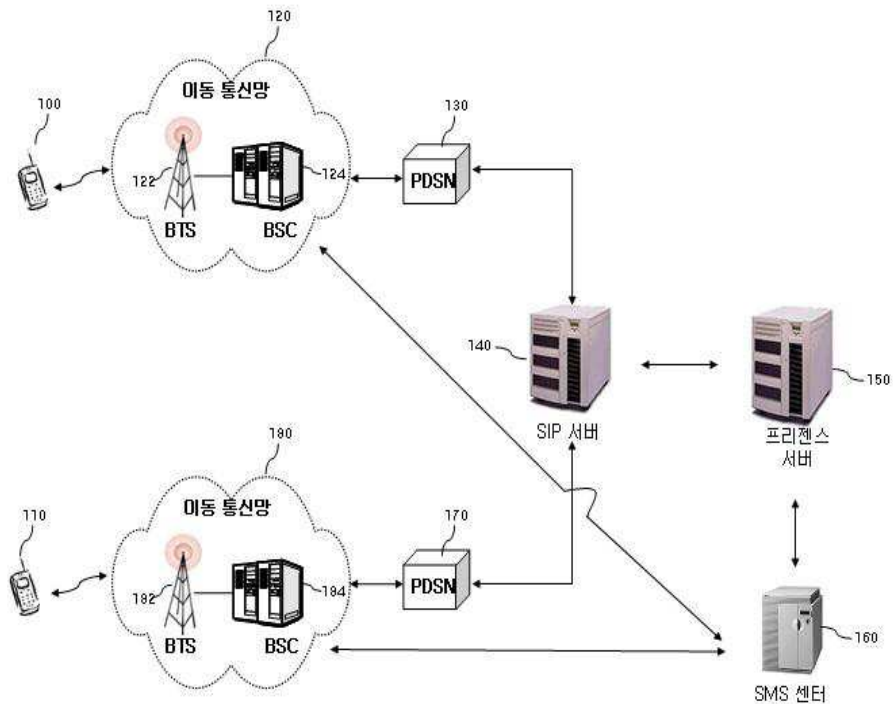 120
이동 통신망
100
130
122
124
PDSN
BTS
BSC
140
150
SIP 서버
프리젠스
서버
190
이동 통신망
110
170
182
184
PDSN
BTS
BSC
160
SMS 센터